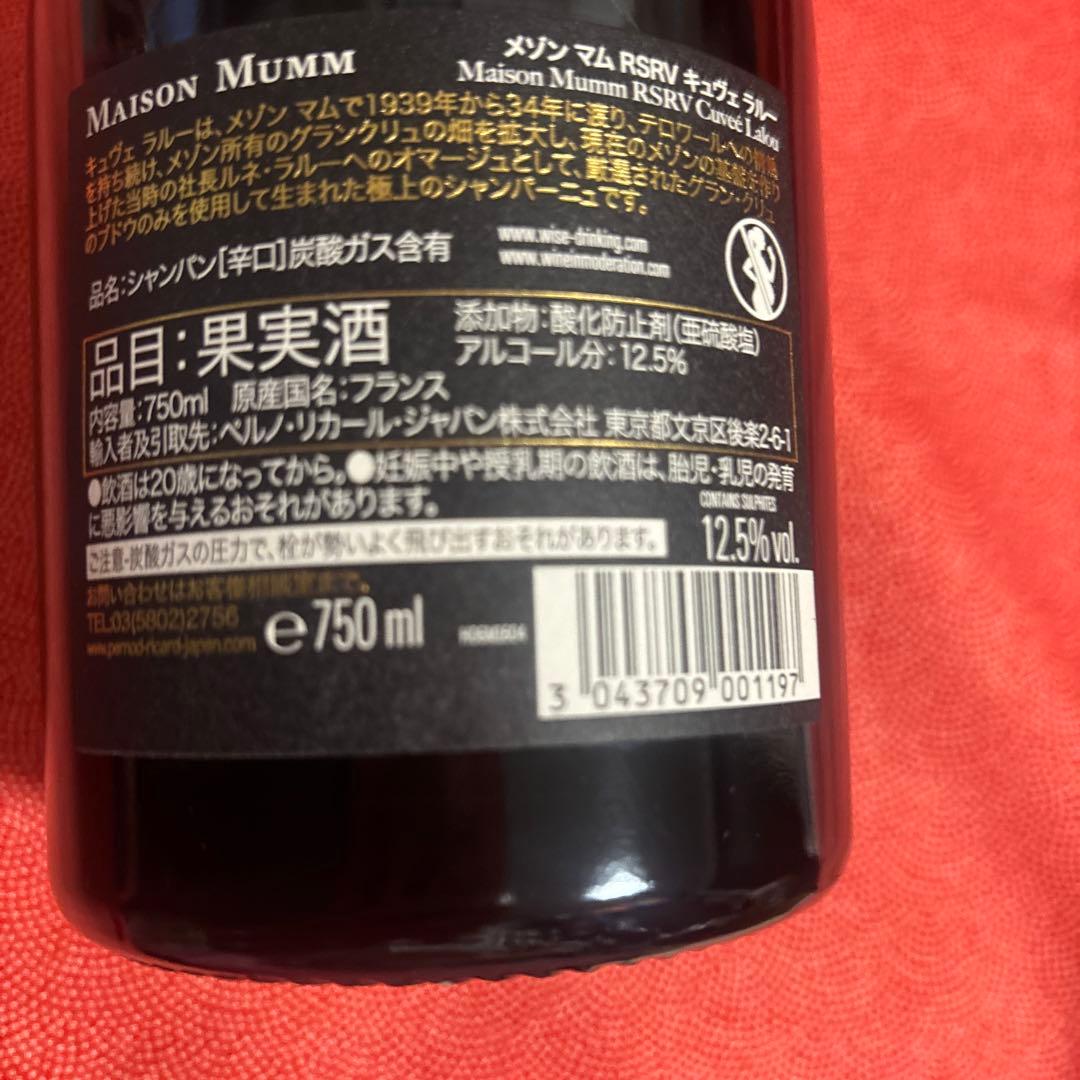 MAISON MUMM
メゾン マム RSRV キュヴェ ラルー
Maison Mumm RSRV Cuveé Lalou
キュヴェ ラルーは、メゾン マムで1939年から34年に渡り、テロワールへの情熱
を持ち続け、メゾン所有のグランクリュの畑を拡大し、現在のメゾンの基盤を作り
上げた当時の社長ルネ・ラルーへのオマージュとして、厳選されたグラン・クリュ
のブドウのみを使用して生まれた極上のシャンパーニュです。
www.wise-drinking.com
www.wineinmoderation.com
品名:シャンパン[辛口]炭酸ガス含有
品目:果実酒
添加物:酸化防止剤(亜硫酸塩)
アルコール分:12.5%
内容量:750ml 原産国名:フランス
輸入者及引取先:ペルノ・リカール・ジャパン株式会社 東京都文京区後楽2-6-1
●飲酒は20歳になってから。●妊娠中や授乳期の飲酒は、胎児・乳児の発育
に悪影響を与えるおそれがあります。
CONTAINS SULPHITES
ご注意・炭酸ガスの圧力で、栓が勢いよく飛び出すおそれがあります。
12.5% vol.
お問い合わせはお客様相談室まで。
TEL:03(5802)2756
www.pernod-ricard-japan.com
e750 ml
3 043709 001197